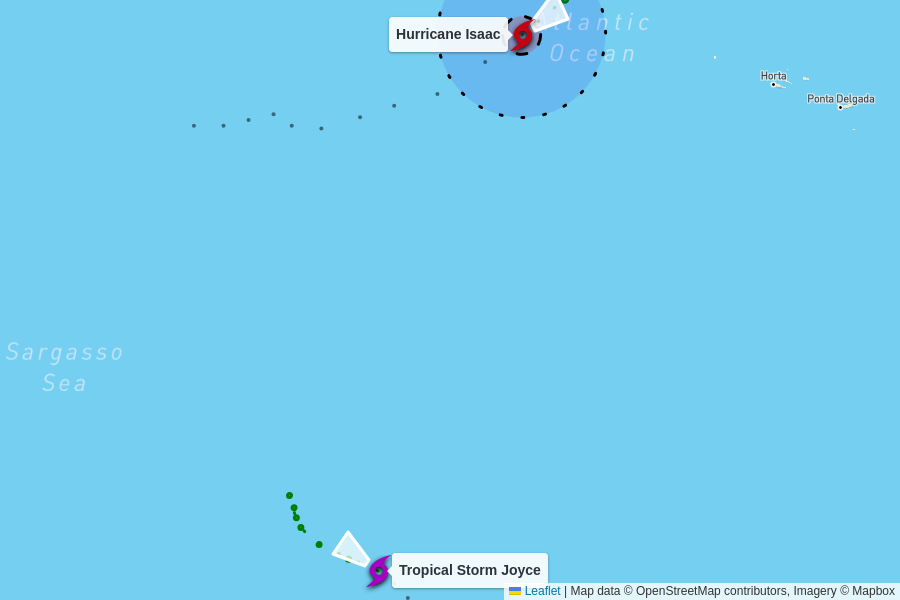 Atlantic
Ocean
Hurricane Isaac
Horta
Ponta Delgada
Sargasso
Sea
Tropical Storm Joyce
Leaflet | Map data © OpenStreetMap contributors, Imagery © Mapbox